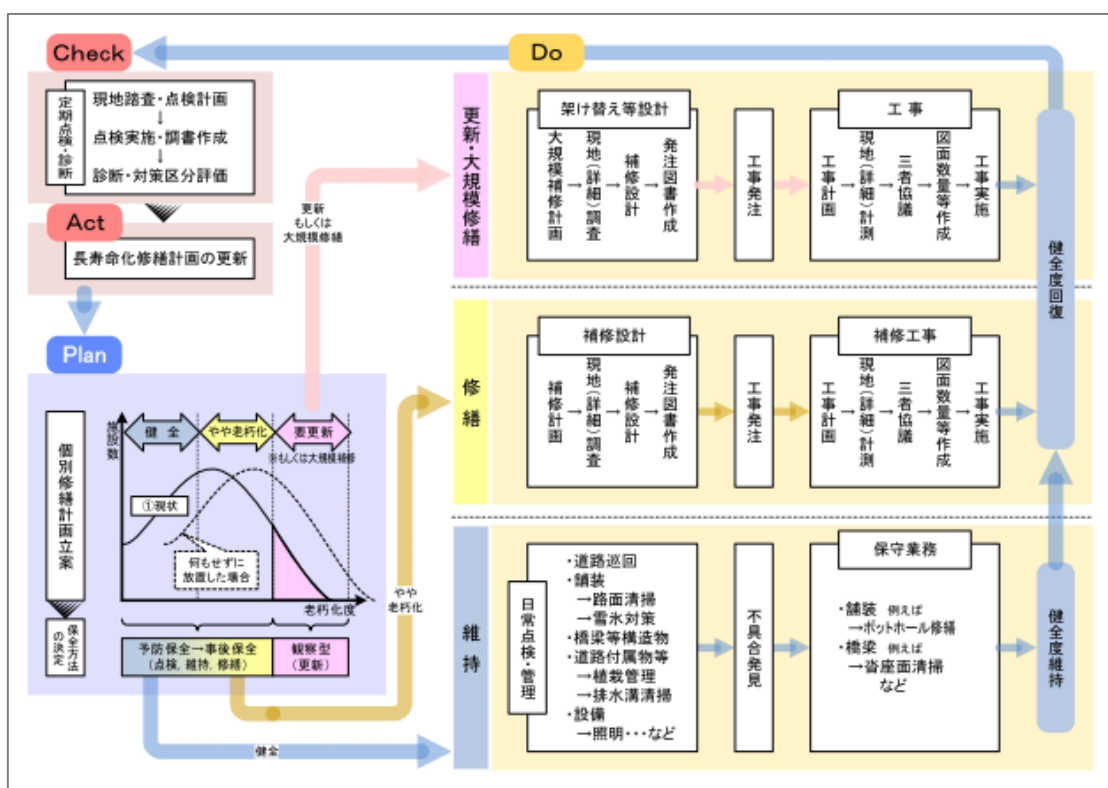 Check
定期点検・診断
現地踏査・点検計画
↓
点検実施・調書作成
↓
診断・対策区分評価
Act
長寿命化修繕計画の更新
Plan
個別修繕計画立案
保全方法の決定
施設数
健 全
やや老朽化
要更新
※もしくは大規模補修
①現状
何もせずに
放置した場合
老朽化度
予防保全→事後保全
(点検,維持,修繕)
観察型
(更新)
更新
もしくは
大規模修繕
やや
老朽化
健全
Do
更新・大規模修繕
架け替え等設計
大規模補修計画
→
現地(詳細)調査
→
補修設計
→
発注図書作成
工事発注
工 事
工事計画
→
現地(詳細)計測
→
三者協議
→
図面数量等作成
→
工事実施
健全度回復
修繕
補修設計
補修計画
→
現地(詳細)調査
→
補修設計
→
発注図書作成
工事発注
補修工事
工事計画
→
現地(詳細)計測
→
三者協議
→
図面数量等作成
→
工事実施
維持
日常点検・管理
・道路巡回
・舗装
→路面清掃
→雪氷対策
・橋梁等構造物
・道路付属物等
→植栽管理
→排水溝清掃
・設備
→照明・・・など
不具合発見
保守業務
・舗装 例えば
→ポットホール修繕
・橋梁 例えば
→沓座面清掃
など
健全度維持